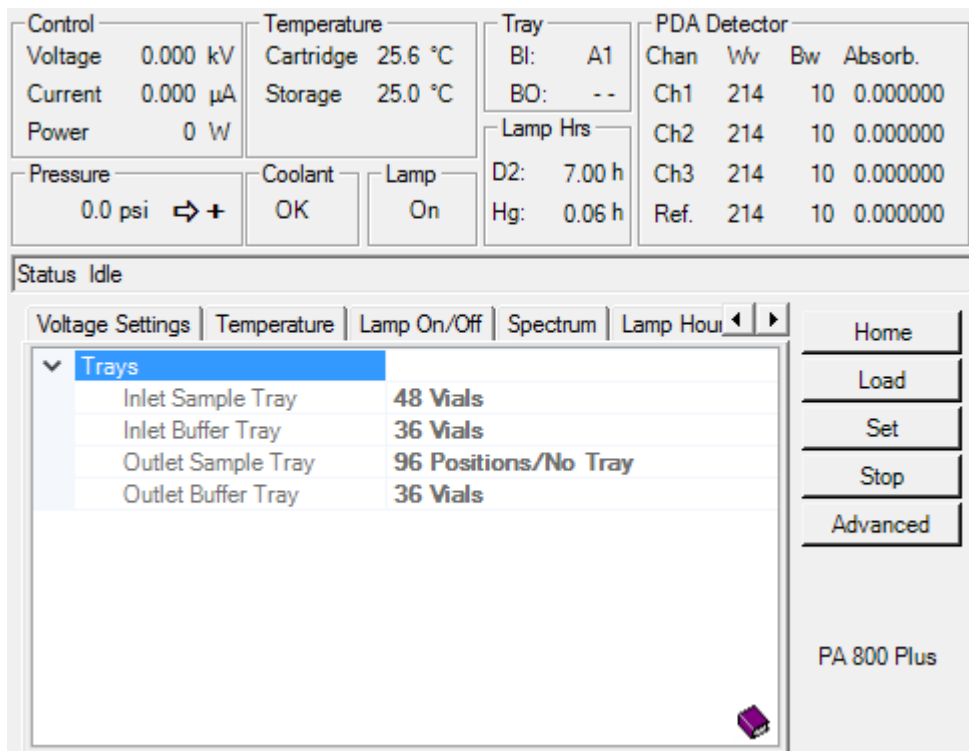 Control
Voltage 0.000 kV
Current 0.000 µA
Power 0 W
Temperature
Cartridge 25.6 °C
Storage 25.0 °C
Tray
BI: A1
BO: - -
PDA Detector
Chan Wv Bw Absorb.
Ch1 214 10 0.000000
Ch2 214 10 0.000000
Ch3 214 10 0.000000
Ref. 214 10 0.000000
Pressure
0.0 psi
Coolant
OK
Lamp
On
Lamp Hrs
D2: 7.00 h
Hg: 0.06 h
Status Idle
Voltage Settings Temperature Lamp On/Off Spectrum Lamp Hou
Trays
Inlet Sample Tray 48 Vials
Inlet Buffer Tray 36 Vials
Outlet Sample Tray 96 Positions/No Tray
Outlet Buffer Tray 36 Vials
Home
Load
Set
Stop
Advanced
PA 800 Plus